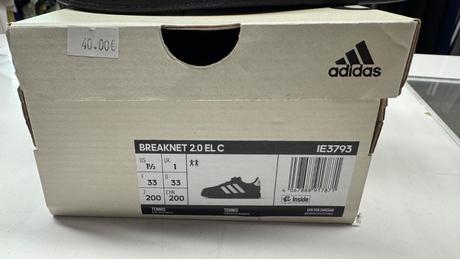 40.00€
adidas
BREAKNET 2.0 EL C
IE3793
US UK
1½ 1
F D
33 33
J CHN
200 200
Inside
TENNIS
TENNIS